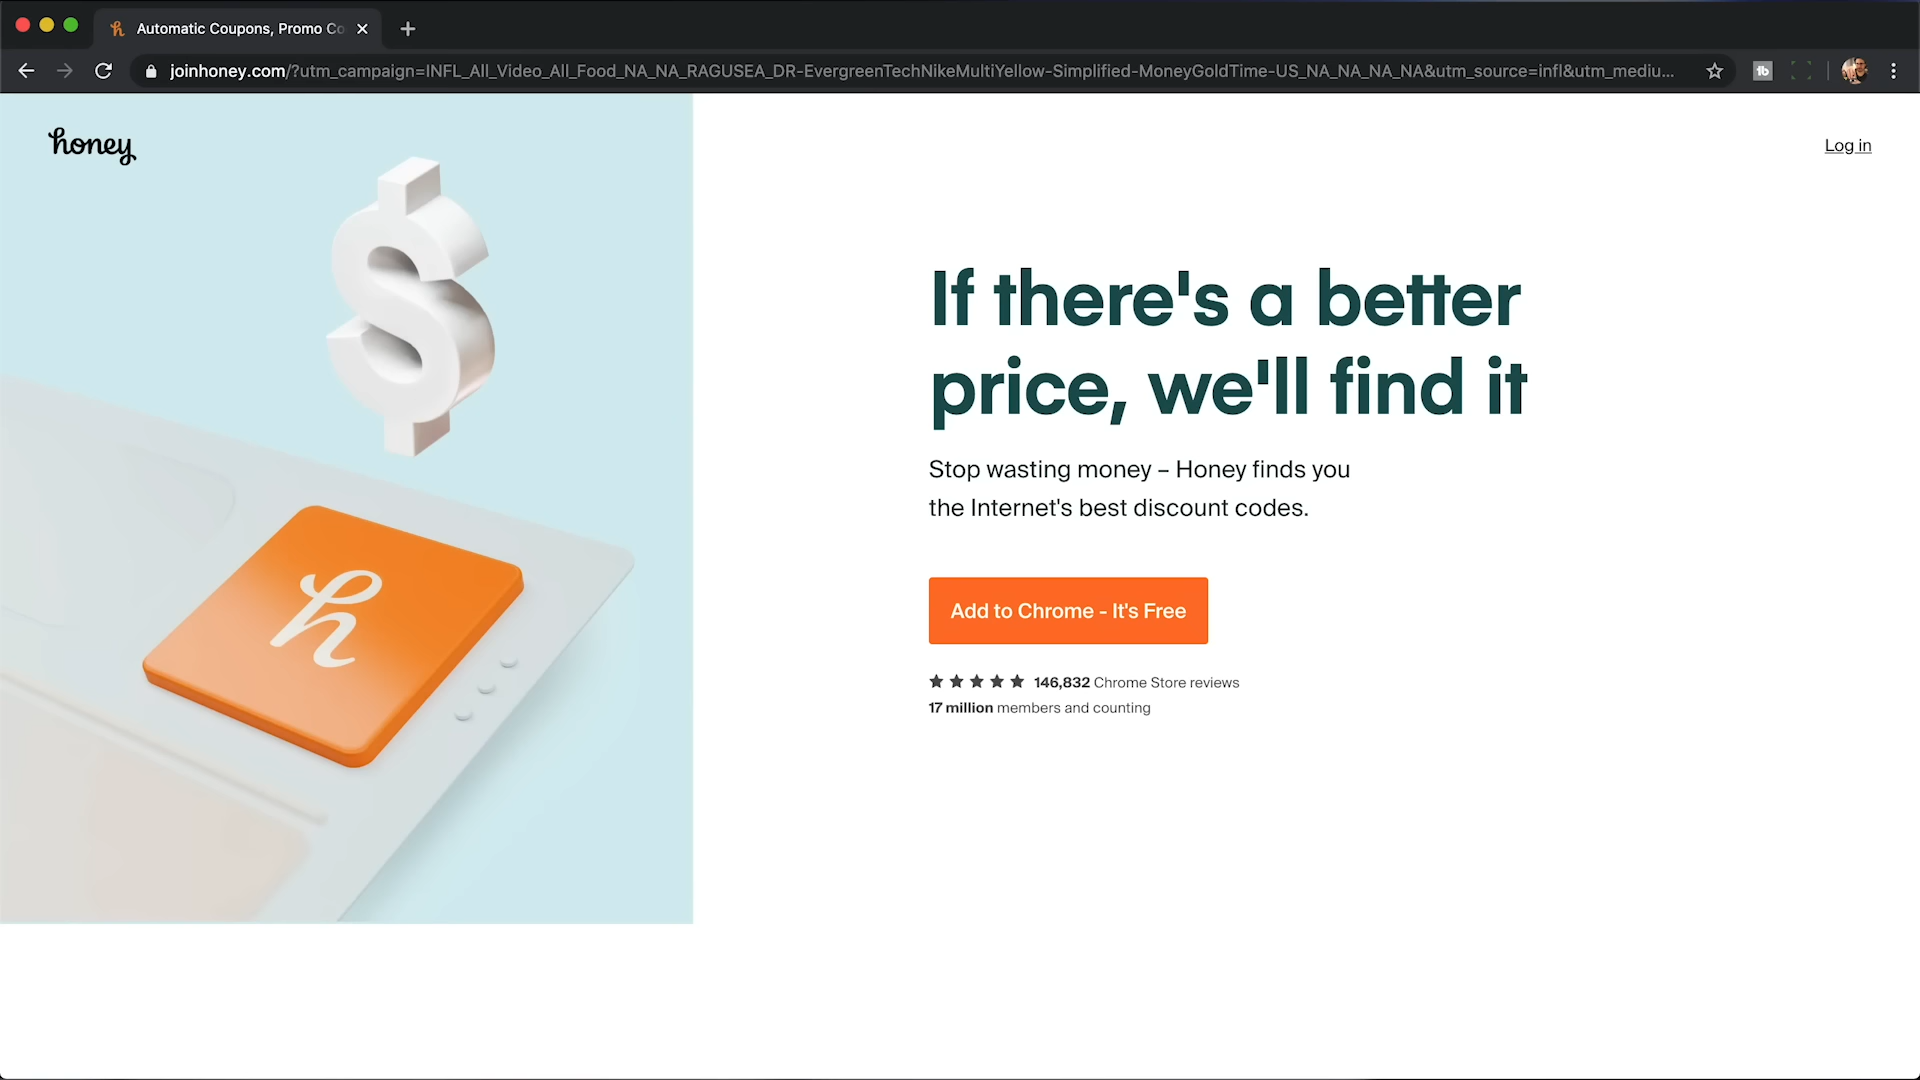 Automatic Coupons, Promo Co
joinhoney.com/?utm_campaign=INFL_All_Video_All_Food_NA_NA_RAGUSEA_DR-EvergreenTechNikeMultiYellow-Simplified-MoneyGoldTime-US_NA_NA_NA_NA&utm_source=infl&utm_mediu...
honey
Log in
If there's a better
price, we'll find it
Stop wasting money – Honey finds you
the Internet's best discount codes.
Add to Chrome - It's Free
146,832 Chrome Store reviews
17 million members and counting
h